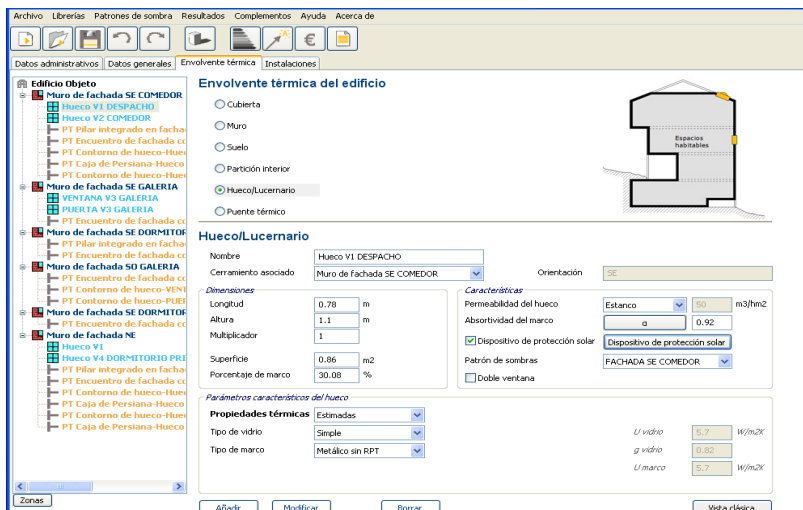 Archivo Librerías Patrones de sombra Resultados Complementos Ayuda Acerca de
€
Datos administrativos Datos generales Envolvente térmica Instalaciones
Edificio Objeto
Muro de fachada SE COMEDOR
Hueco V1 DESPACHO
Hueco V2 COMEDOR
PT Pilar integrado en facha
PT Encuentro de fachada co
PT Contorno de hueco-Huec
PT Caja de Persiana-Hueco
PT Contorno de hueco-Huec
Muro de fachada SE GALERIA
VENTANA V3 GALERIA
PUERTA V3 GALERIA
PT Encuentro de fachada co
Muro de fachada SE DORMITOR
PT Pilar integrado en facha
PT Encuentro de fachada co
Muro de fachada SO GALERIA
PT Encuentro de fachada co
PT Contorno de hueco-VENT
PT Contorno de hueco-PUER
Muro de fachada SE DORMITOR
PT Encuentro de fachada co
Muro de fachada NE
Hueco V1
Hueco V4 DORMITORIO PRI
PT Pilar integrado en facha
PT Encuentro de fachada co
PT Contorno de hueco-Huec
PT Caja de Persiana-Hueco
PT Contorno de hueco-Huec
PT Caja de Persiana-Hueco
Zonas
Envolvente térmica del edificio
Cubierta
Muro
Suelo
Partición interior
Hueco/Lucernario
Puente térmico
Espacios
habitables
Hueco/Lucernario
Nombre Hueco V1 DESPACHO
Cerramiento asociado Muro de fachada SE COMEDOR Orientación SE
Dimensiones
Longitud 0.78 m
Altura 1.1 m
Multiplicador 1
Superficie 0.86 m2
Porcentaje de marco 30.08 %
Características
Permeabilidad del hueco Estanco 50 m3/hm2
Absortividad del marco α 0.92
Dispositivo de protección solar Dispositivo de protección solar
Patrón de sombras FACHADA SE COMEDOR
Doble ventana
Parámetros característicos del hueco
Propiedades térmicas Estimadas
Tipo de vidrio Simple
Tipo de marco Metálico sin RPT
U vidrio 5.7 W/m2K
g vidrio 0.82
U marco 5.7 W/m2K
Añadir Modificar Borrar Vista clásica